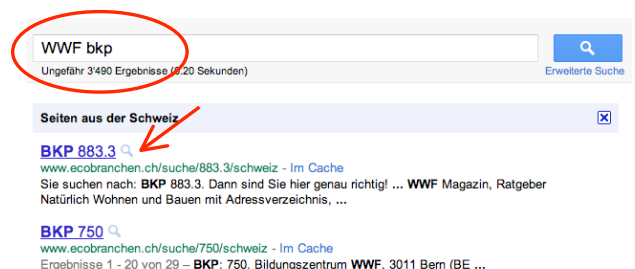 WWF bkp
Ungefähr 3'490 Ergebnisse (0.20 Sekunden)
Erweiterte Suche
Seiten aus der Schweiz
BKP 883.3
www.ecobranchen.ch/suche/883.3/schweiz - Im Cache
Sie suchen nach: BKP 883.3. Dann sind Sie hier genau richtig! ... WWF Magazin, Ratgeber
Natürlich Wohnen und Bauen mit Adressverzeichnis, ...
BKP 750
www.ecobranchen.ch/suche/750/schweiz - Im Cache
Ergebnisse 1 - 20 von 29 – BKP: 750. Bildungszentrum WWF, 3011 Bern (BE ...